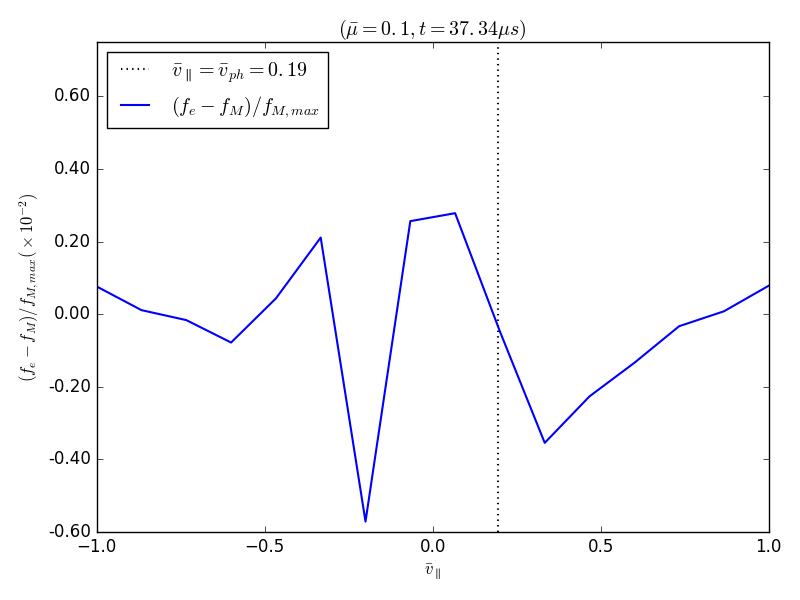 (μ̄ = 0.1, t = 37.34μs)
v̄∥ = v̄ph = 0.19
(fe − fM)/fM,max
(fe − fM)/fM,max(×10⁻²)
0.60
0.40
0.20
0.00
-0.20
-0.40
-0.60
−1.0 −0.5 0.0 0.5 1.0
v̄∥